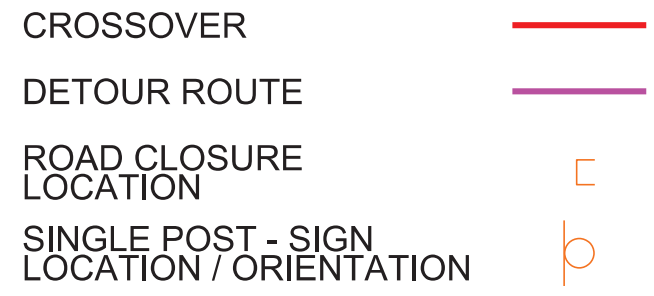 CROSSOVER
DETOUR ROUTE
ROAD CLOSURE
LOCATION
SINGLE POST - SIGN
LOCATION / ORIENTATION